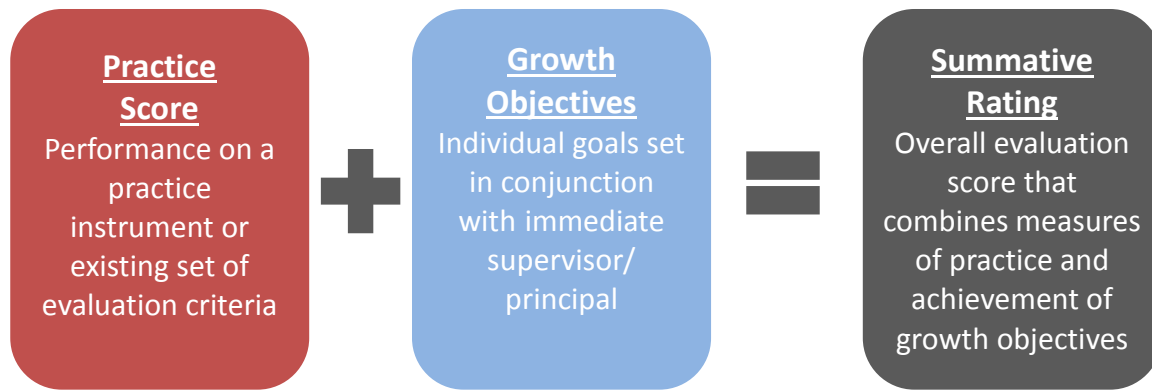 Practice
Score
Performance on a
practice
instrument or
existing set of
evaluation criteria
Growth
Objectives
Individual goals set
in conjunction
with immediate
supervisor/
principal
Summative
Rating
Overall evaluation
score that
combines measures
of practice and
achievement of
growth objectives